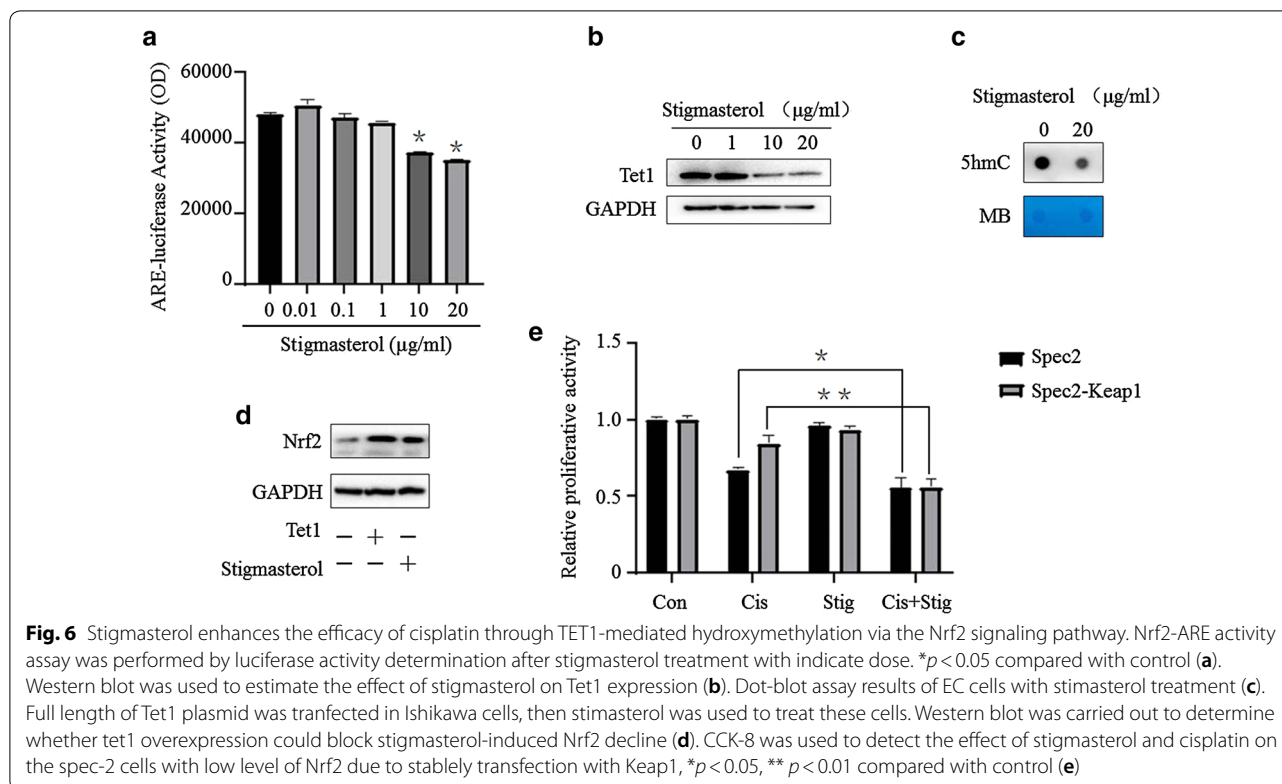 a
ARE-luciferase Activity (OD)
60000
40000
20000
0
* *
0 0.01 0.1 1 10 20
Stigmasterol (μg/ml)
b
Stigmasterol (μg/ml)
0 1 10 20
Tet1
GAPDH
c
Stigmasterol (μg/ml)
0 20
5hmC
MB
d
Nrf2
GAPDH
Tet1 − + −
Stigmasterol − − +
e
Relative proliferative activity
1.5
1.0
0.5
0
*
* *
Con Cis Stig Cis+Stig
Spec2
Spec2-Keap1
Fig. 6 Stigmasterol enhances the efficacy of cisplatin through TET1-mediated hydroxymethylation via the Nrf2 signaling pathway. Nrf2-ARE activity
assay was performed by luciferase activity determination after stigmasterol treatment with indicate dose. *p < 0.05 compared with control (a).
Western blot was used to estimate the effect of stigmasterol on Tet1 expression (b). Dot-blot assay results of EC cells with stimasterol treatment (c).
Full length of Tet1 plasmid was tranfected in Ishikawa cells, then stimasterol was used to treat these cells. Western blot was carried out to determine
whether tet1 overexpression could block stigmasterol-induced Nrf2 decline (d). CCK-8 was used to detect the effect of stigmasterol and cisplatin on
the spec-2 cells with low level of Nrf2 due to stablely transfection with Keap1, *p < 0.05, ** p < 0.01 compared with control (e)